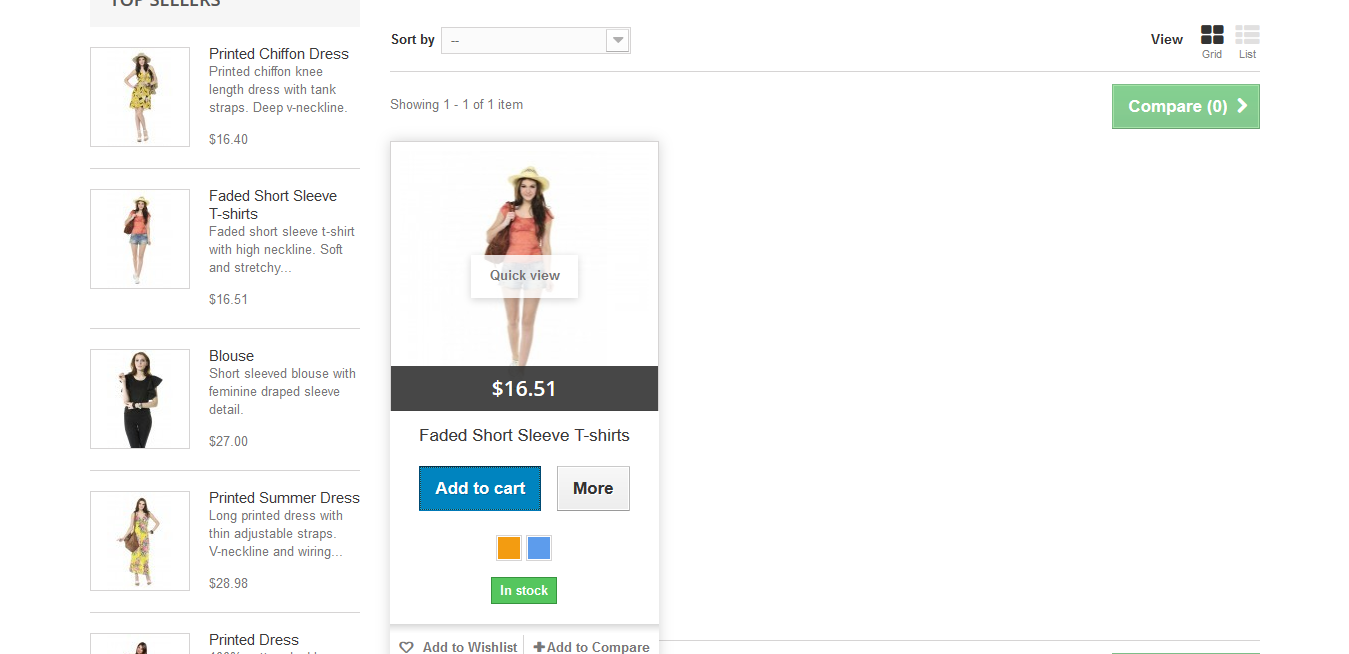 TOP SELLERS
Printed Chiffon Dress
Printed chiffon knee
length dress with tank
straps. Deep v-neckline.
$16.40
Faded Short Sleeve
T-shirts
Faded short sleeve t-shirt
with high neckline. Soft
and stretchy...
$16.51
Blouse
Short sleeved blouse with
feminine draped sleeve
detail.
$27.00
Printed Summer Dress
Long printed dress with
thin adjustable straps.
V-neckline and wiring...
$28.98
Printed Dress
Sort by
--
View
Grid
List
Showing 1 - 1 of 1 item
Compare (0)
Quick view
$16.51
Faded Short Sleeve T-shirts
Add to cart
More
In stock
Add to Wishlist
Add to Compare